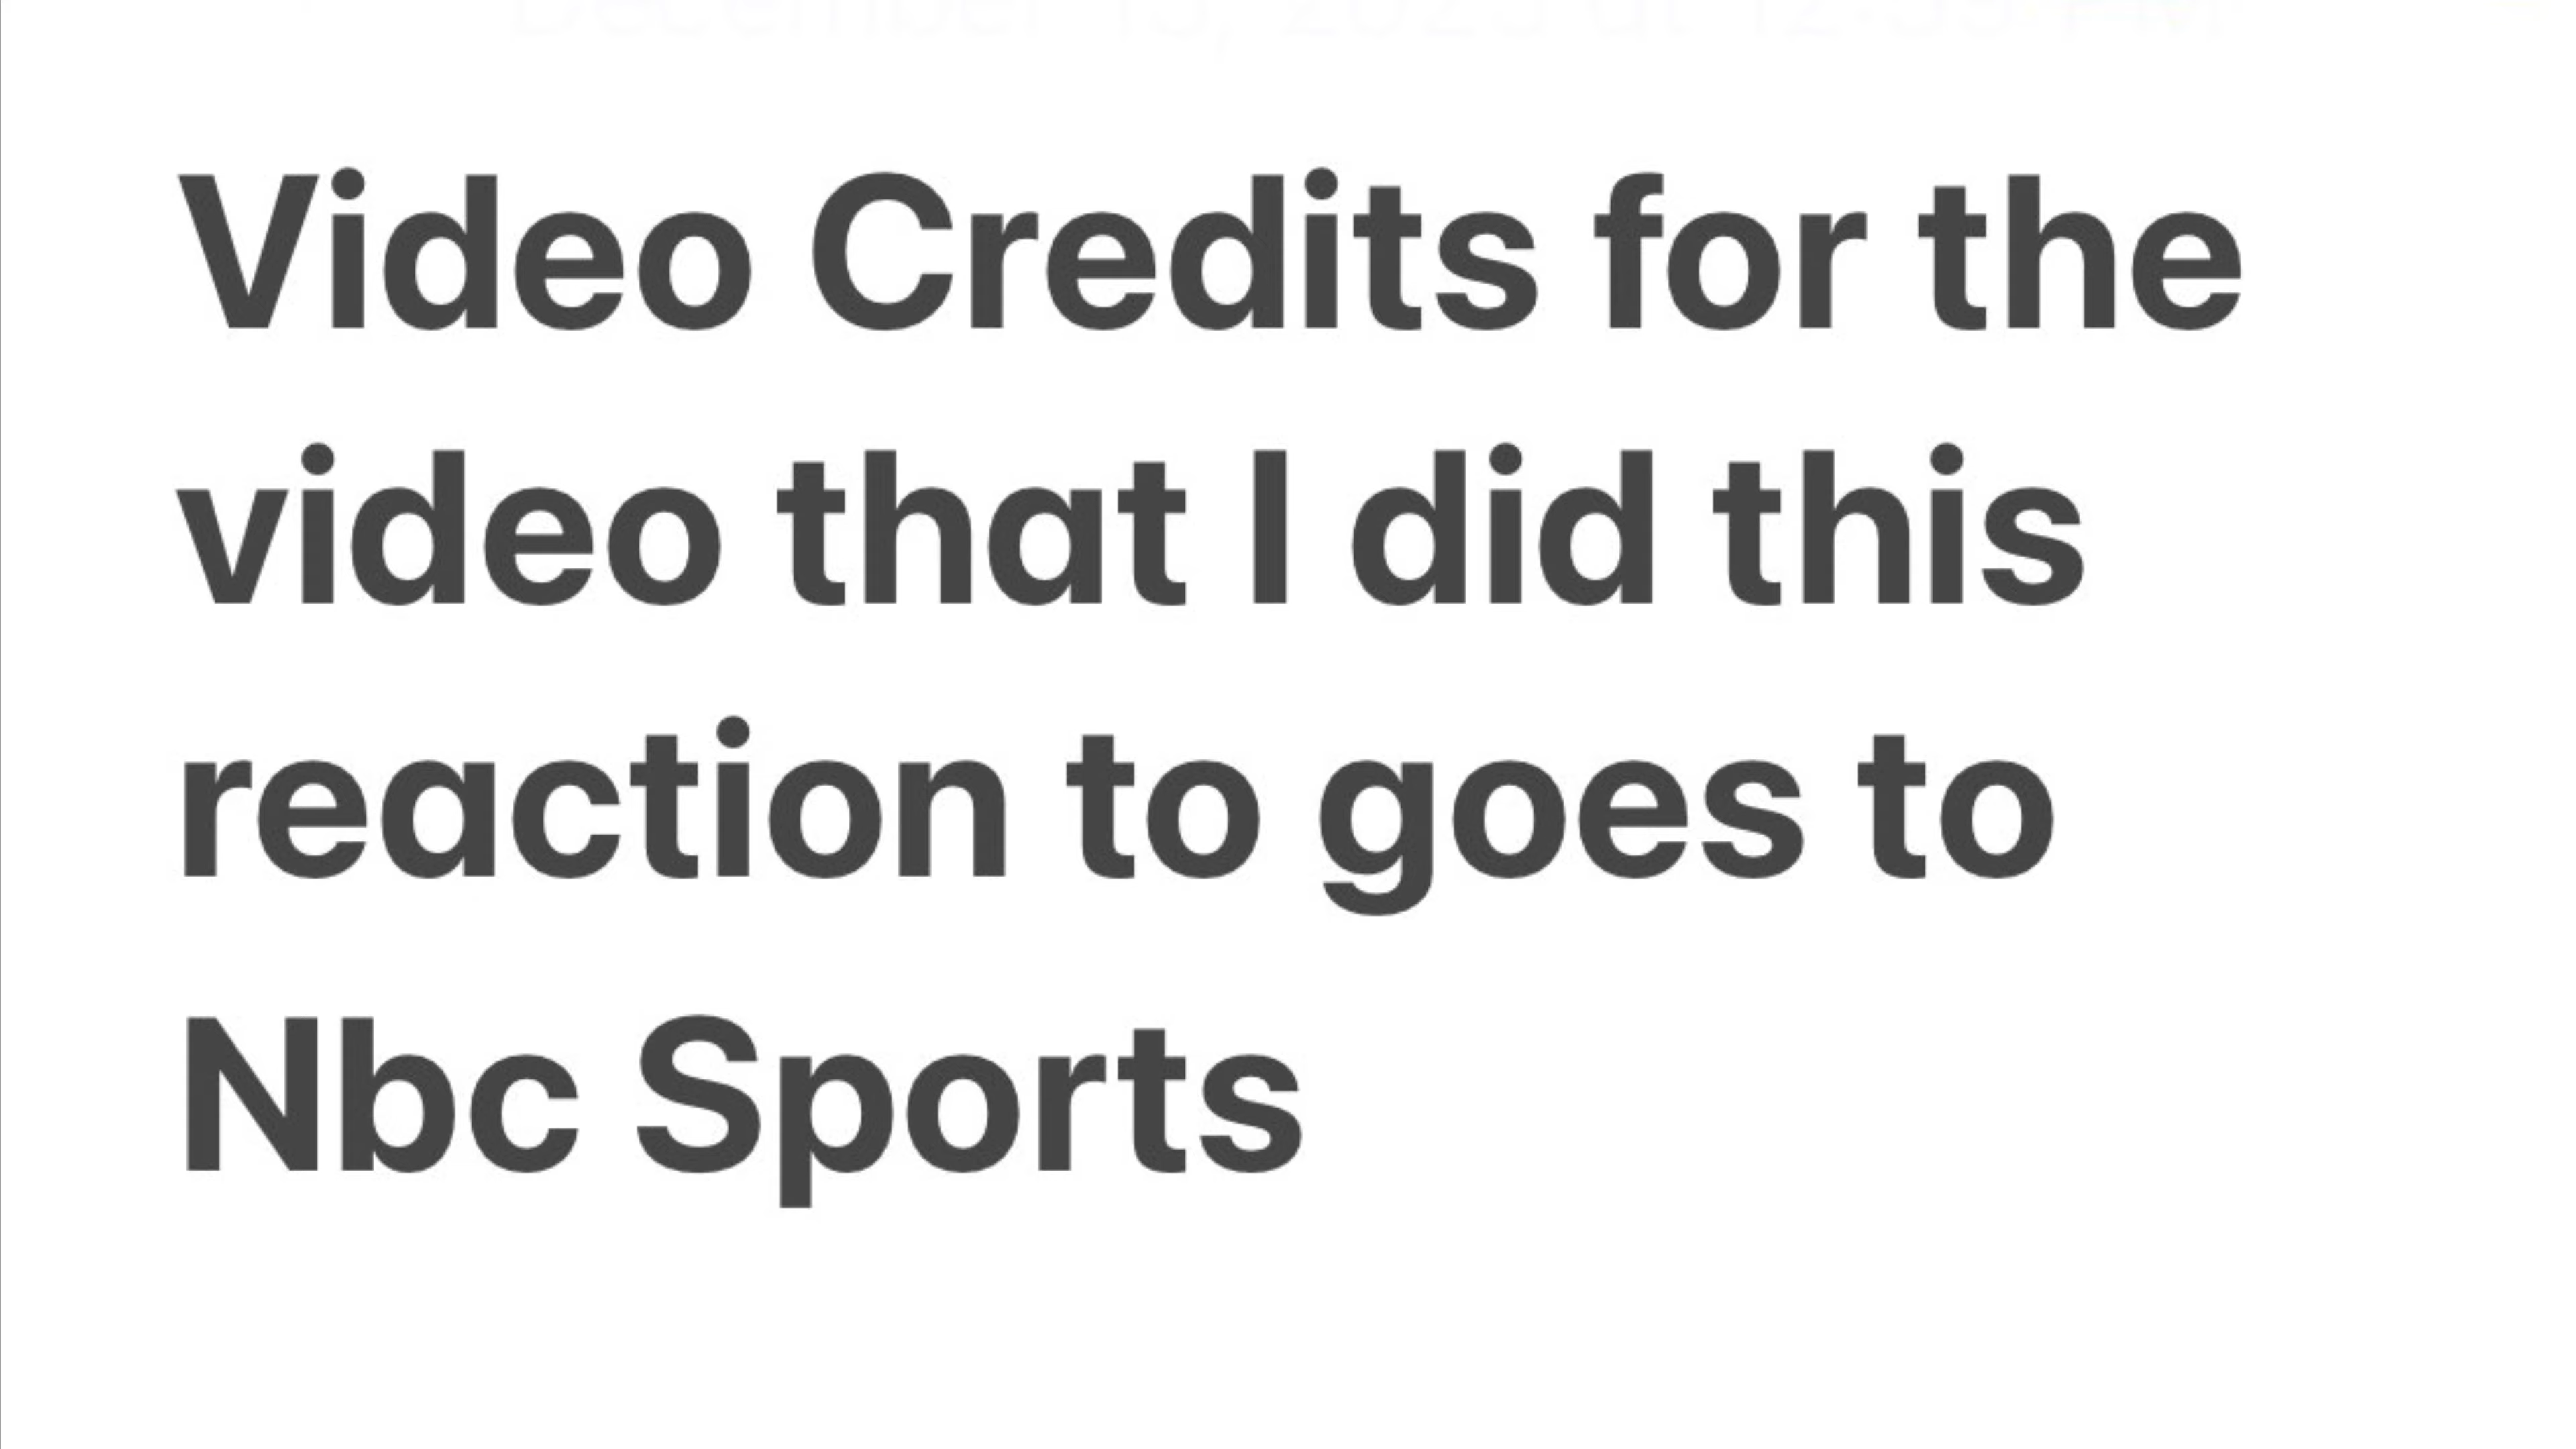 Video Credits for the
video that I did this
reaction to goes to
Nbc Sports